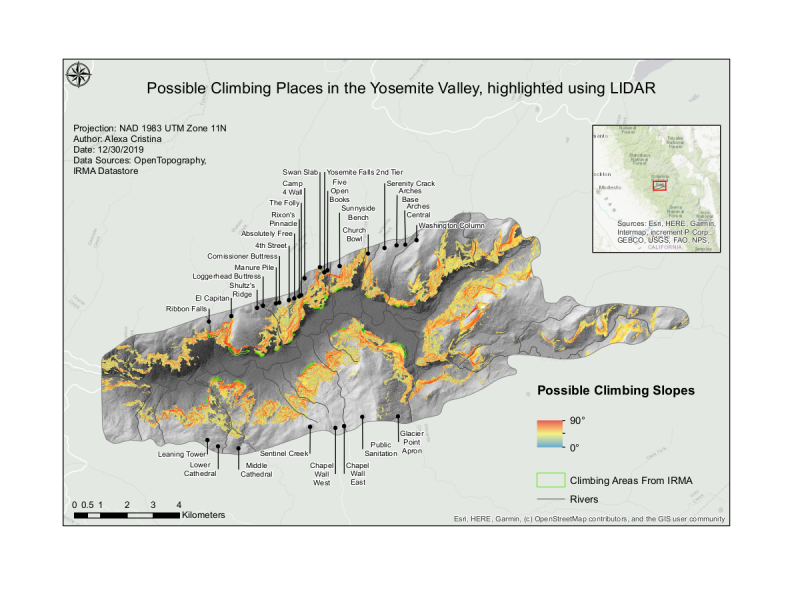 Possible Climbing Places in the Yosemite Valley, highlighted using LIDAR
Projection: NAD 1983 UTM Zone 11N
Author: Alexa Cristina
Date: 12/30/2019
Data Sources: OpenTopography,
IRMA Datastore
Swan Slab
Yosemite Falls 2nd Tier
Camp
4 Wall
Five
Open
Books
Serenity Crack
Arches
Base
The Folly
Sunnyside
Bench
Arches
Central
Rixon's
Pinnacle
Washington Column
Absolutely Free
Church
Bowl
4th Street
Comissioner Buttress
Manure Pile
Loggerhead Buttress
Shultz's
Ridge
El Capitan
Ribbon Falls
Modesto
Sources: Esri, HERE, Garmin,
Intermap, increment P Corp.,
GEBCO, USGS, FAO, NPS,
CALIFORNIA
Possible Climbing Slopes
90°
0°
Climbing Areas From IRMA
Rivers
Leaning Tower
Lower
Cathedral
Middle
Cathedral
Sentinel Creek
Chapel
Wall
West
Chapel
Wall
East
Public
Sanitation
Glacier
Point
Apron
0 0.5 1 2 3 4
Kilometers
Esri, HERE, Garmin, (c) OpenStreetMap contributors, and the GIS user community